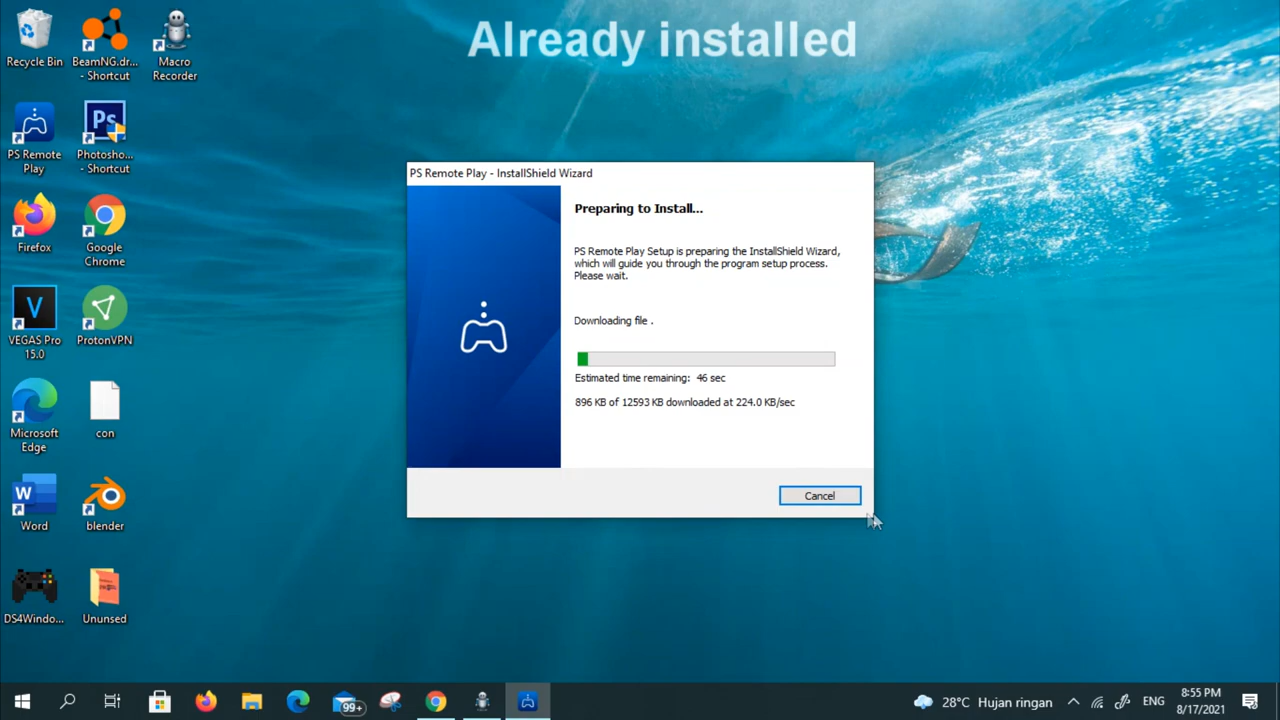 Already installed
Recycle Bin
BeamNG.dr...
- Shortcut
Macro
Recorder
PS Remote
Play
Ps
Photosho...
- Shortcut
Firefox
Google
Chrome
V
VEGAS Pro
15.0
ProtonVPN
Microsoft
Edge
con
W
Word
blender
DS4Windo...
Ununsed
PS Remote Play - InstallShield Wizard
Preparing to Install...
PS Remote Play Setup is preparing the InstallShield Wizard,
which will guide you through the program setup process.
Please wait.
Downloading file .
Estimated time remaining: 46 sec
896 KB of 12593 KB downloaded at 224.0 KB/sec
Cancel
99+
28°C Hujan ringan
ENG
8:55 PM
8/17/2021